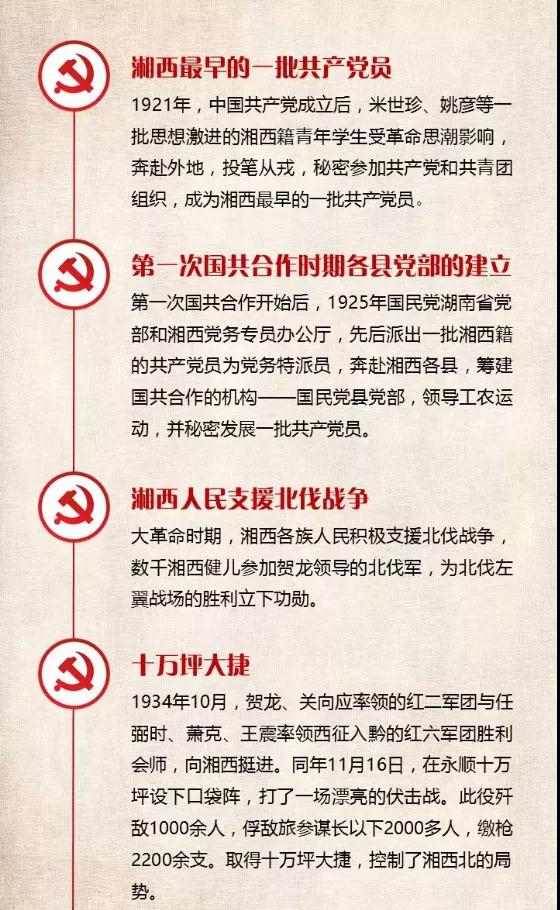 湘西最早的一批共产党员
1921年，中国共产党成立后，米世珍、姚彦等一
批思想激进的湘西籍青年学生受革命思潮影响，
奔赴外地，投笔从戎，秘密参加共产党和共青团
组织，成为湘西最早的一批共产党员。
第一次国共合作时期各县党部的建立
第一次国共合作开始后，1925年国民党湖南省党
部和湘西党务专员办公厅，先后派出一批湘西籍
的共产党员为党务特派员，奔赴湘西各县，筹建
国共合作的机构——国民党县党部，领导工农运
动，并秘密发展一批共产党员。
湘西人民支援北伐战争
大革命时期，湘西各族人民积极支援北伐战争，
数千湘西健儿参加贺龙领导的北伐军，为北伐左
翼战场的胜利立下功勋。
十万坪大捷
1934年10月，贺龙、关向应率领的红二军团与任
弼时、萧克、王震率领西征入黔的红六军团胜利
会师，向湘西挺进。同年11月16日，在永顺十万
坪设下口袋阵，打了一场漂亮的伏击战。此役歼
敌1000余人，俘敌旅参谋长以下2000多人，缴枪
2200余支。取得十万坪大捷，控制了湘西北的局
势。